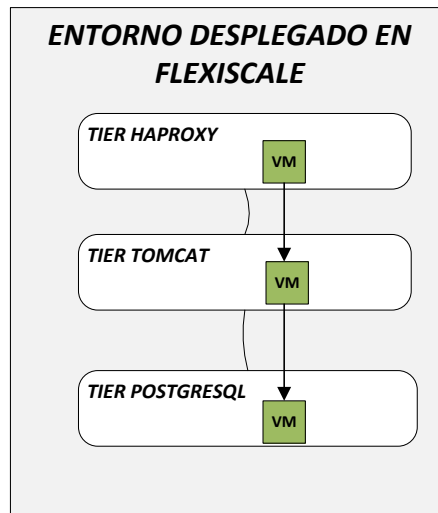 ENTORNO DESPLEGADO EN
FLEXISCALE
TIER HAPROXY
VM
TIER TOMCAT
VM
TIER POSTGRESQL
VM